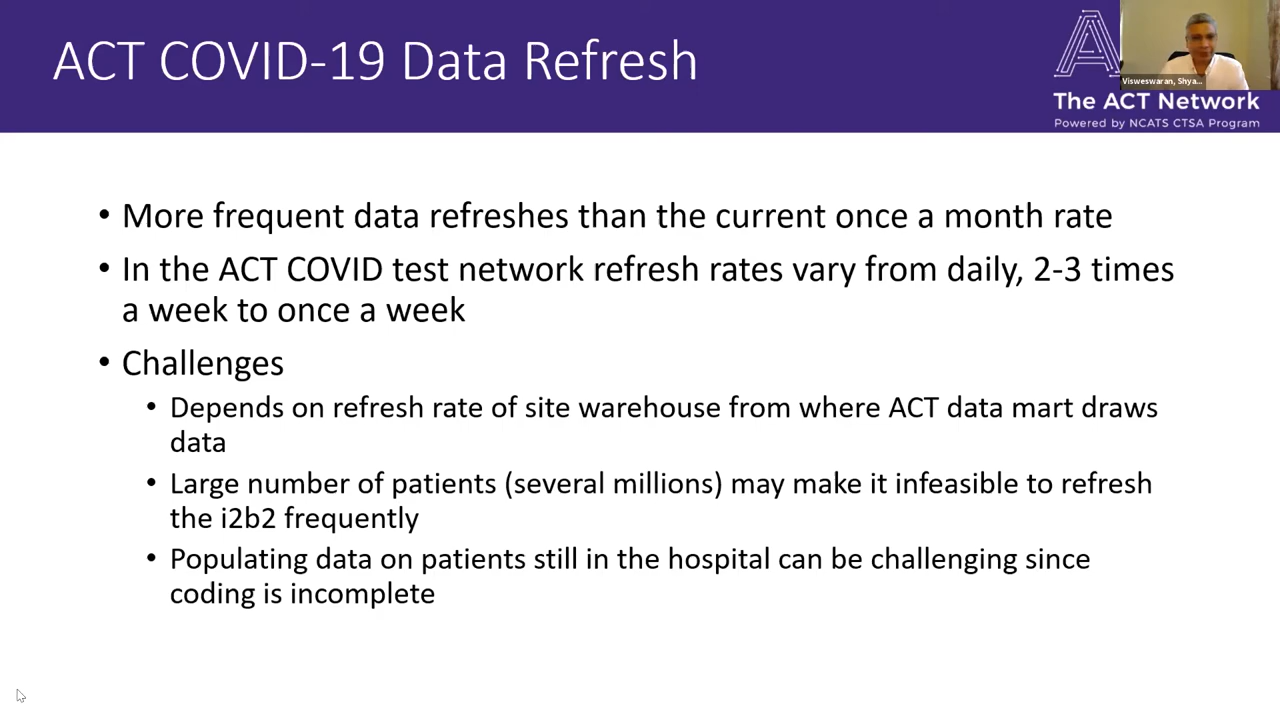 ACT COVID-19 Data Refresh
Visweswaran, Shya...
The ACT Network
Powered by NCATS CTSA Program
• More frequent data refreshes than the current once a month rate
• In the ACT COVID test network refresh rates vary from daily, 2-3 times
a week to once a week
• Challenges
• Depends on refresh rate of site warehouse from where ACT data mart draws
data
• Large number of patients (several millions) may make it infeasible to refresh
the i2b2 frequently
• Populating data on patients still in the hospital can be challenging since
coding is incomplete